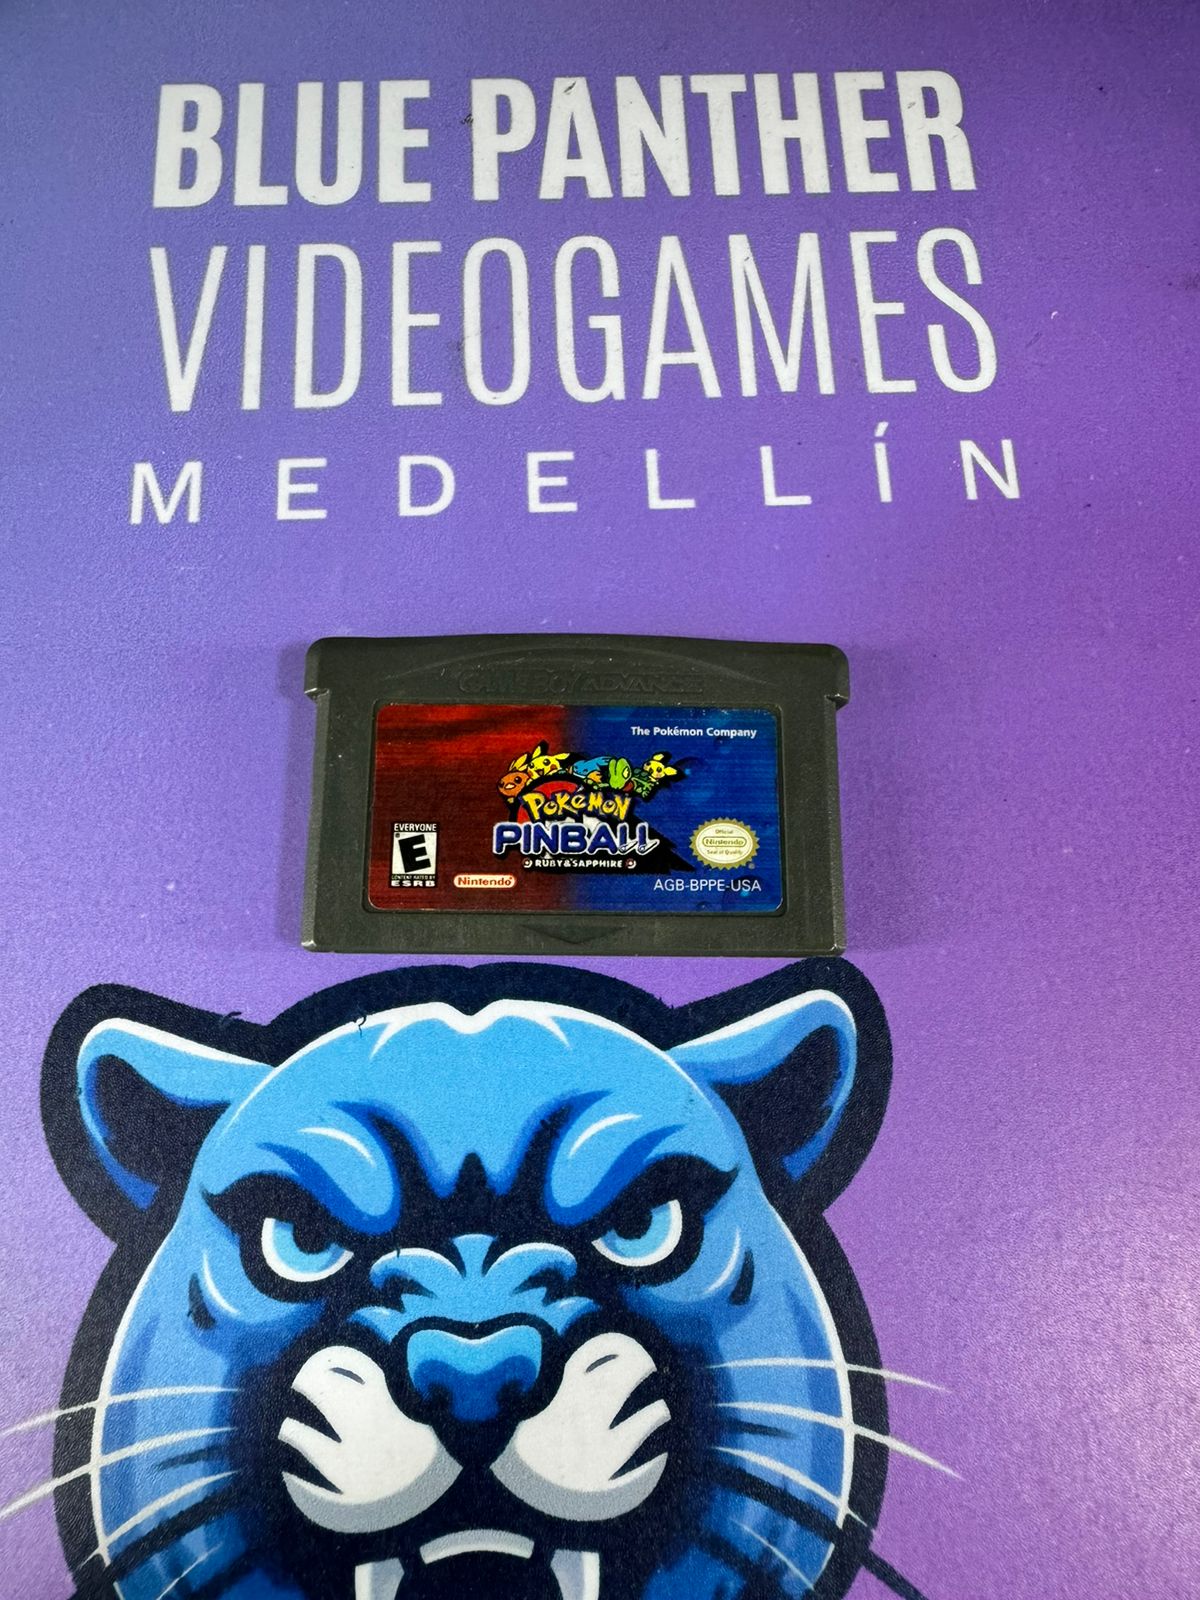 BLUE PANTHER
VIDEOGAMES
MEDELLÍN
GAME BOY ADVANCE
The Pokémon Company
POKéMON
PINBALL
RUBY & SAPPHIRE
EVERYONE
E
CONTENT RATED BY
ESRB
Nintendo®
Official
Nintendo
Seal of Quality
AGB-BPPE-USA